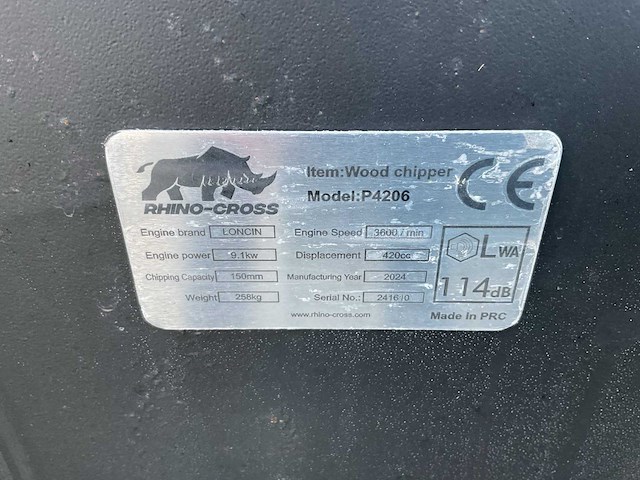 RHINO-CROSS
Item:Wood chipper
Model:P4206
CE
Engine brand LONCIN Engine Speed 3600 / min
Engine power 9.1kw Displacement 420cc
Chipping Capacity 150mm Manufacturing Year 2024
Weight 258kg Serial No.:
LWA
114dB
www.rhino-cross.com
Made In PRC